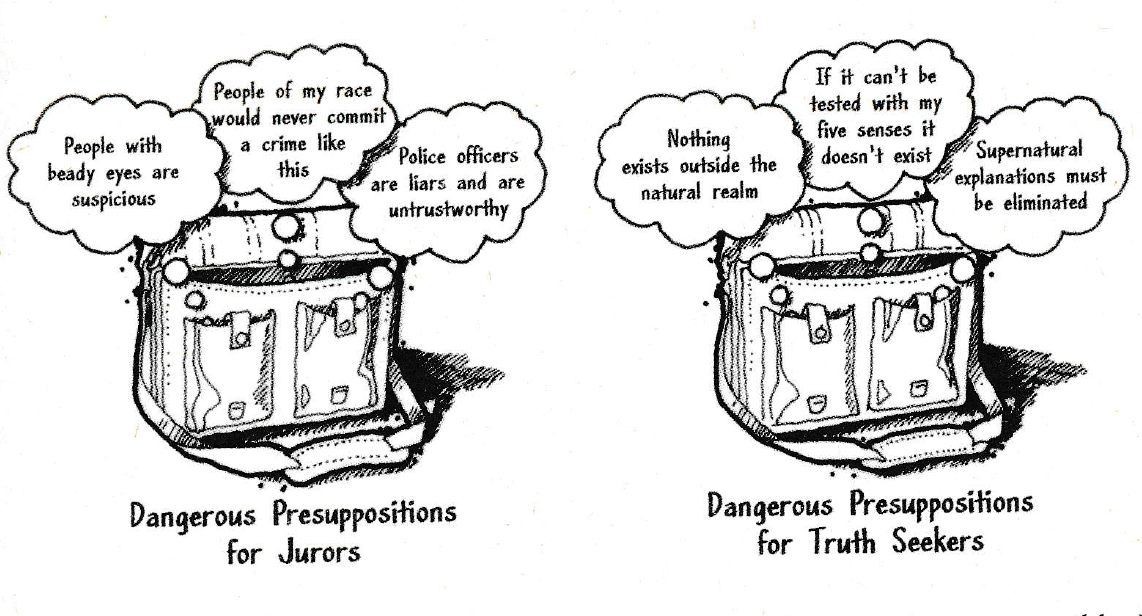 People with
beady eyes are
suspicious
People of my race
would never commit
a crime like
this
Police officers
are liars and are
untrustworthy
Dangerous Presuppositions
for Jurors
Nothing
exists outside the
natural realm
If it can't be
tested with my
five senses it
doesn't exist
Supernatural
explanations must
be eliminated
Dangerous Presuppositions
for Truth Seekers